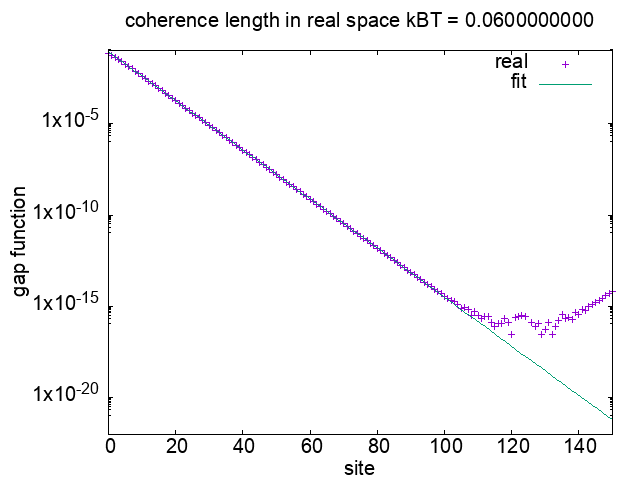 coherence length in real space kBT = 0.0600000000
real
fit
1x10^-5
1x10^-10
1x10^-15
1x10^-20
gap function
0 20 40 60 80 100 120 140
site